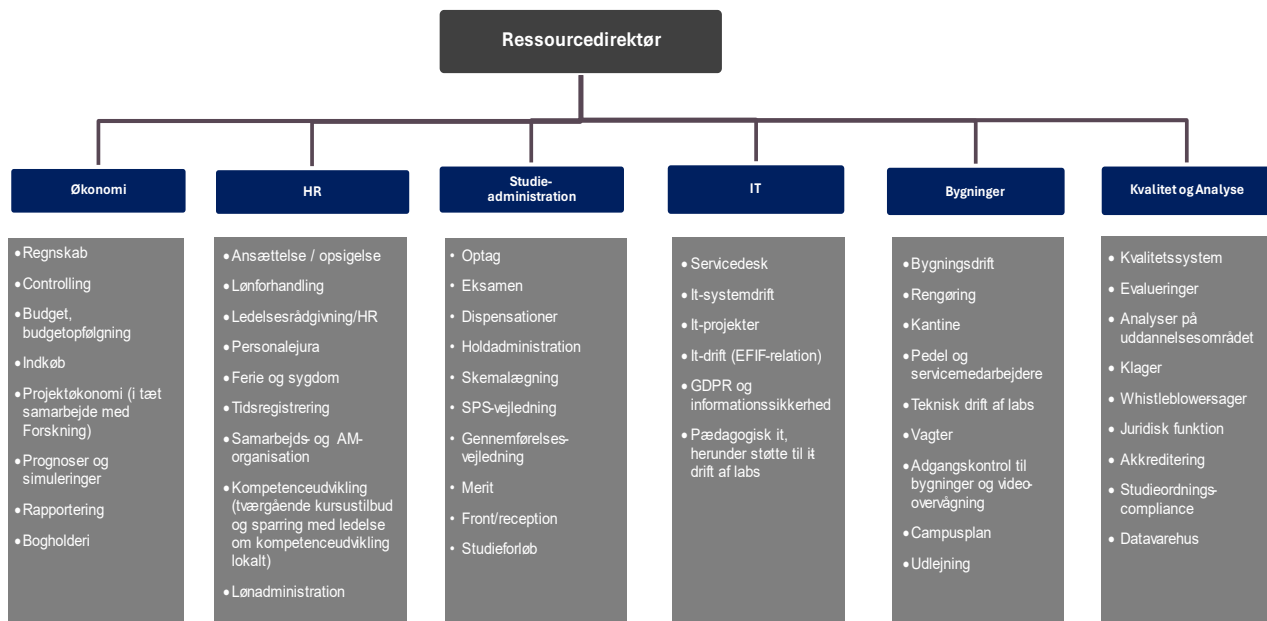 Ressourcedirektør
Økonomi
•Regnskab
•Controlling
•Budget,
budgetopfølgning
•Indkøb
•Projektøkonomi (i tæt
samarbejde med
Forskning)
•Prognoser og
simuleringer
•Rapportering
•Bogholderi
HR
•Ansættelse / opsigelse
•Lønforhandling
•Ledelsesrådgivning/HR
•Personalejura
•Ferie og sygdom
•Tidsregistrering
•Samarbejds- og AM-
organisation
•Kompetenceudvikling
(tværgående kursustilbud
og sparring med ledelse
om kompetenceudvikling
lokalt)
•Lønadministration
Studie-
administration
• Optag
• Eksamen
• Dispensationer
• Holdadministration
• Skemalægning
• SPS-vejledning
• Gennemførelses-
vejledning
• Merit
• Front/reception
• Studieforløb
IT
•Servicedesk
•It-systemdrift
•It-projekter
•It-drift (EFIF-relation)
•GDPR og
informationssikkerhed
•Pædagogisk it,
herunder støtte til it-
drift af labs
Bygninger
•Bygningsdrift
•Rengøring
•Kantine
•Pedel og
servicemedarbejdere
•Teknisk drift af labs
•Vagter
•Adgangskontrol til
bygninger og video-
overvågning
•Campusplan
•Udlejning
Kvalitet og Analyse
• Kvalitetssystem
• Evalueringer
• Analyser på
uddannelsesområdet
• Klager
• Whistleblower-sager
• Juridisk funktion
• Akkreditering
• Studieordnings-
compliance
• Datavarehus